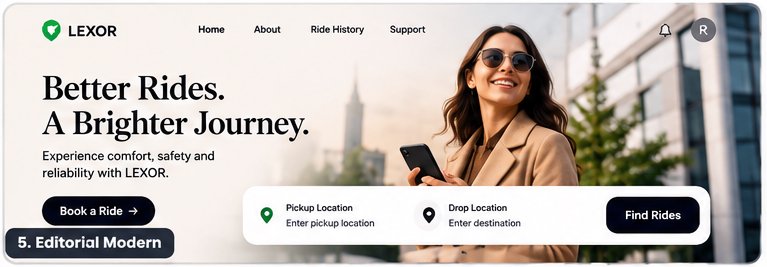 LEXOR
Home About Ride History Support
R
Better Rides.
A Brighter Journey.
Experience comfort, safety and
reliability with LEXOR.
Book a Ride →
Pickup Location
Enter pickup location
Drop Location
Enter destination
Find Rides
5. Editorial Modern